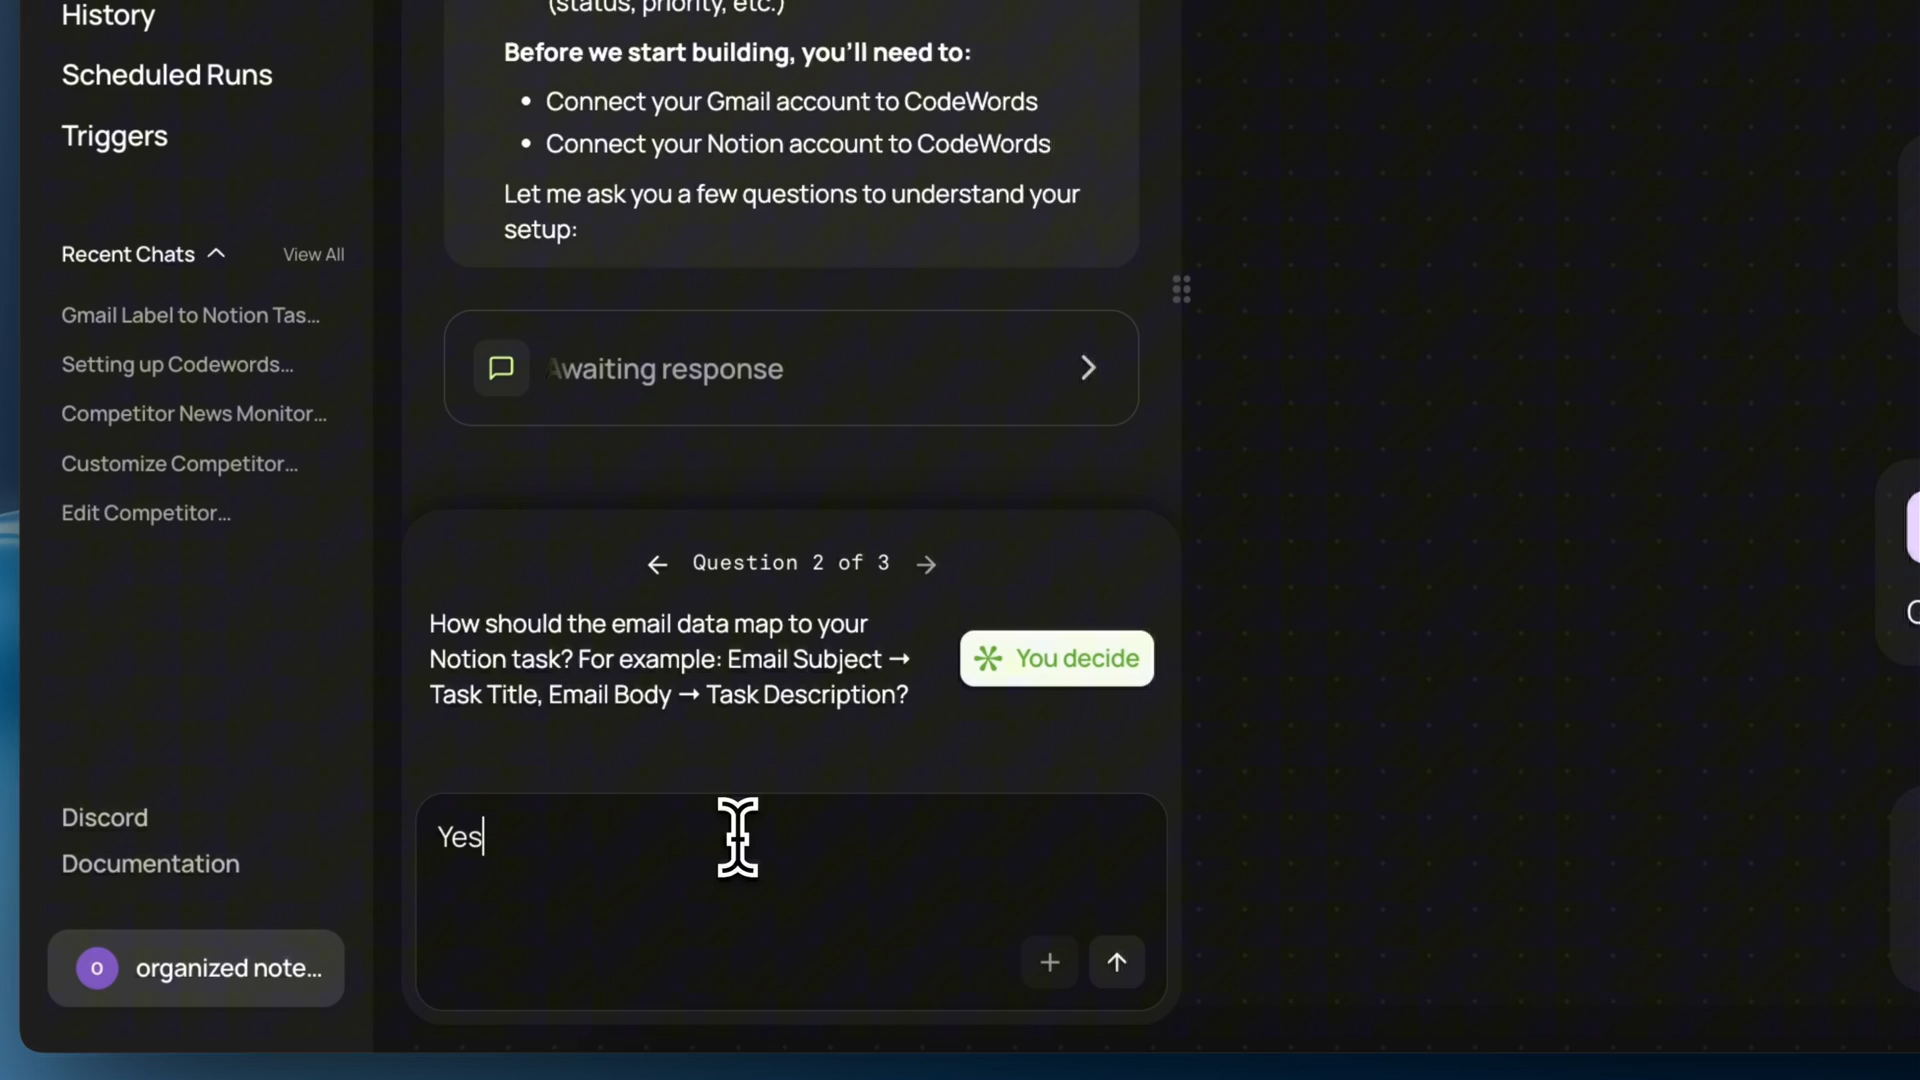 History
Scheduled Runs
Triggers
Recent Chats
View All
Gmail Label to Notion Tas...
Setting up Codewords...
Competitor News Monitor...
Customize Competitor...
Edit Competitor...
Discord
Documentation
O
organized note...
(status, priority, etc.)
Before we start building, you'll need to:
• Connect your Gmail account to CodeWords
• Connect your Notion account to CodeWords
Let me ask you a few questions to understand your
setup:
Awaiting response
← Question 2 of 3 →
How should the email data map to your
Notion task? For example: Email Subject →
Task Title, Email Body → Task Description?
You decide
Yes